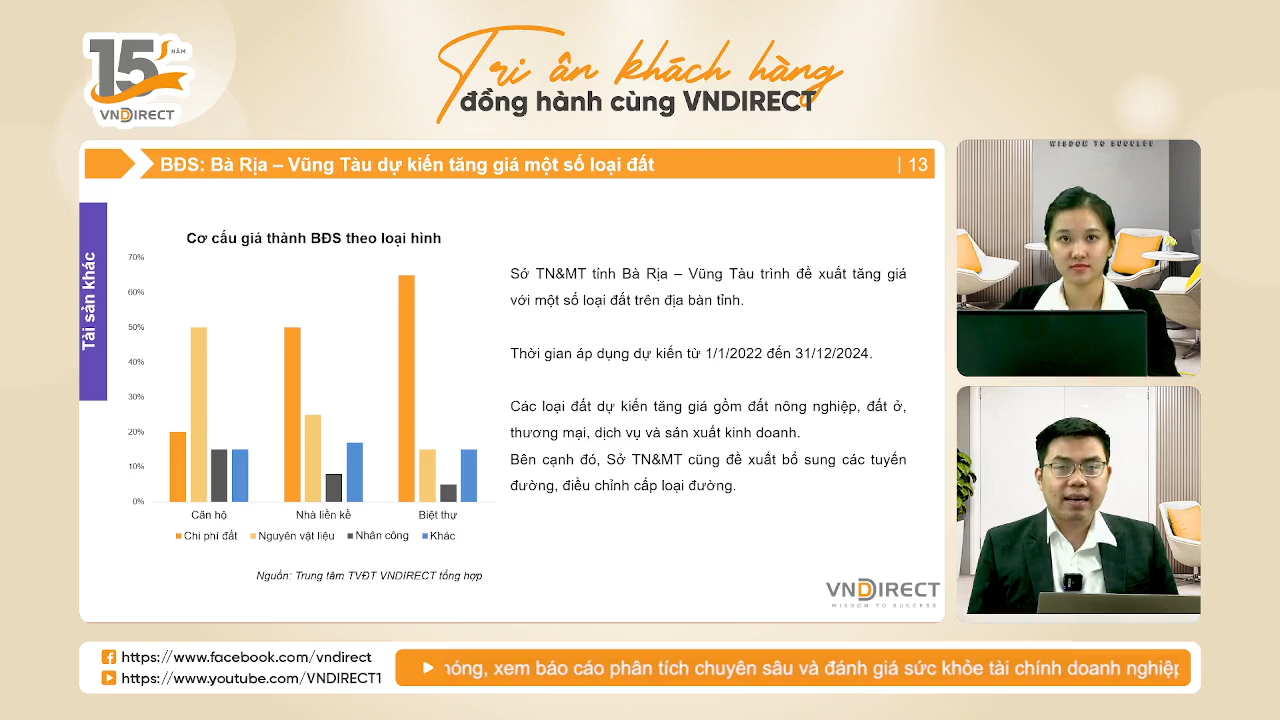 15 NĂM
VNDIRECT
Tri ân khách hàng
đồng hành cùng VNDIRECT
BĐS: Bà Rịa – Vũng Tàu dự kiến tăng giá một số loại đất
| 13
Tài sản khác
Cơ cấu giá thành BĐS theo loại hình
70%
60%
50%
40%
30%
20%
10%
0%
Căn hộ
Nhà liền kề
Biệt thự
Chi phí đất
Nguyên vật liệu
Nhân công
Khác
Nguồn: Trung tâm TVĐT VNDIRECT tổng hợp
Sở TN&MT tỉnh Bà Rịa – Vũng Tàu trình đề xuất tăng giá
với một số loại đất trên địa bàn tỉnh.
Thời gian áp dụng dự kiến từ 1/1/2022 đến 31/12/2024.
Các loại đất dự kiến tăng giá gồm đất nông nghiệp, đất ở,
thương mại, dịch vụ và sản xuất kinh doanh.
Bên cạnh đó, Sở TN&MT cũng đề xuất bổ sung các tuyến
đường, điều chỉnh cấp loại đường.
VNDIRECT
WISDOM TO SUCCESS
WISDOM TO SUCCESS
https://www.facebook.com/vndirect
https://www.youtube.com/VNDIRECT1
nóng, xem báo cáo phân tích chuyên sâu và đánh giá sức khỏe tài chính doanh nghiệp